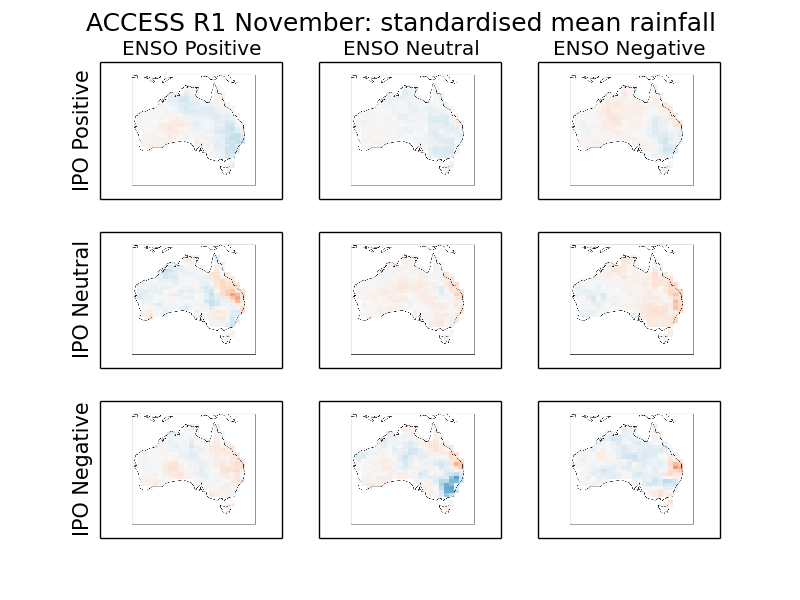 ACCESS R1 November: standardised mean rainfall
ENSO Positive
ENSO Neutral
ENSO Negative
IPO Positive
IPO Neutral
IPO Negative